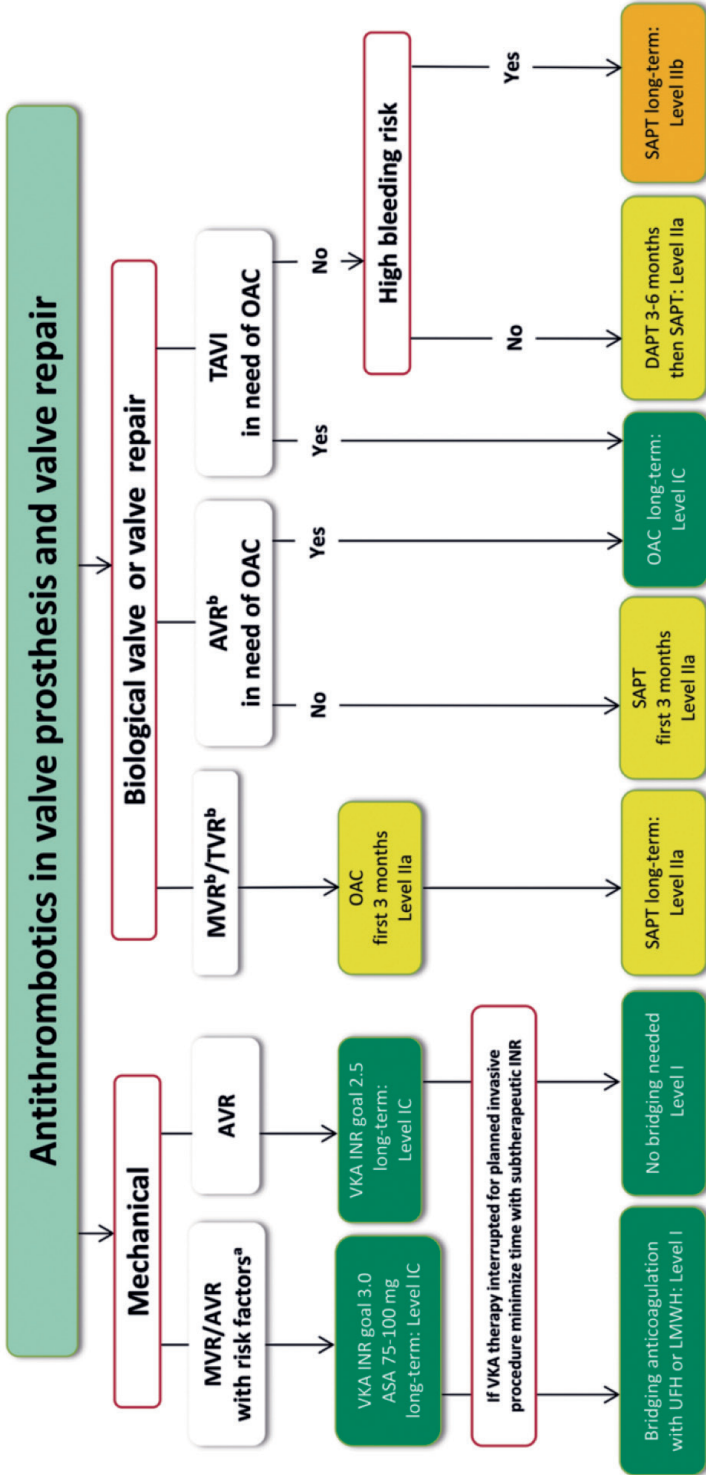 Antithrombotics in valve prosthesis and valve repair
Mechanical
Biological valve or valve repair
MVR/AVR
with risk factorsᵃ
AVR
MVRᵇ/TVRᵇ
AVRᵇ
in need of OAC
TAVI
in need of OAC
No
Yes
Yes
No
VKA INR goal 3.0
ASA 75-100 mg
long-term: Level IC
VKA INR goal 2.5
long-term:
Level IC
OAC
first 3 months
Level IIa
High bleeding risk
No
Yes
If VKA therapy interrupted for planned invasive
procedure minimize time with subtherapeutic INR
Bridging anticoagulation
with UFH or LMWH: Level I
No bridging needed
Level I
SAPT long-term:
Level IIa
SAPT
first 3 months
Level IIa
OAC long-term:
Level IC
DAPT 3-6 months
then SAPT: Level IIa
SAPT long-term:
Level IIb